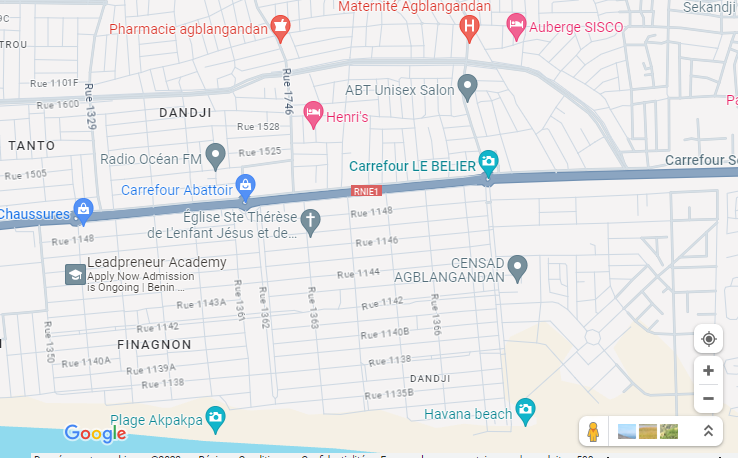 Maternité Agblangandan
Sekandji
Pharmacie agblangandan
Auberge SISCO
TROU
Rue 1101F
ABT Unisex Salon
Rue 1329
Rue 1746
Rue 1600
DANDJI
Henri's
Rue 1528
TANTO
Rue 1525
Radio Océan FM
Carrefour LE BELIER
Carrefour
Rue 1505
Carrefour Abattoir
RNIE1
Chaussures
Église Ste Thérèse
de L'enfant Jésus et de...
Rue 1148
Rue 1148
Rue 1146
Leadpreneur Academy
Apply Now Admission
is Ongoing | Benin ...
CENSAD
AGBLANGANDAN
Rue 1144
Rue 1143A
Rue 1361
Rue 1362
Rue 1363
Rue 1142
Rue 1366
Rue 1142
Rue 1350
Rue 1140B
FINAGNON
Rue 1140A
Rue 1139A
Rue 1138
Rue 1138
DANDJI
Rue 1135B
Plage Akpakpa
Havana beach
Google